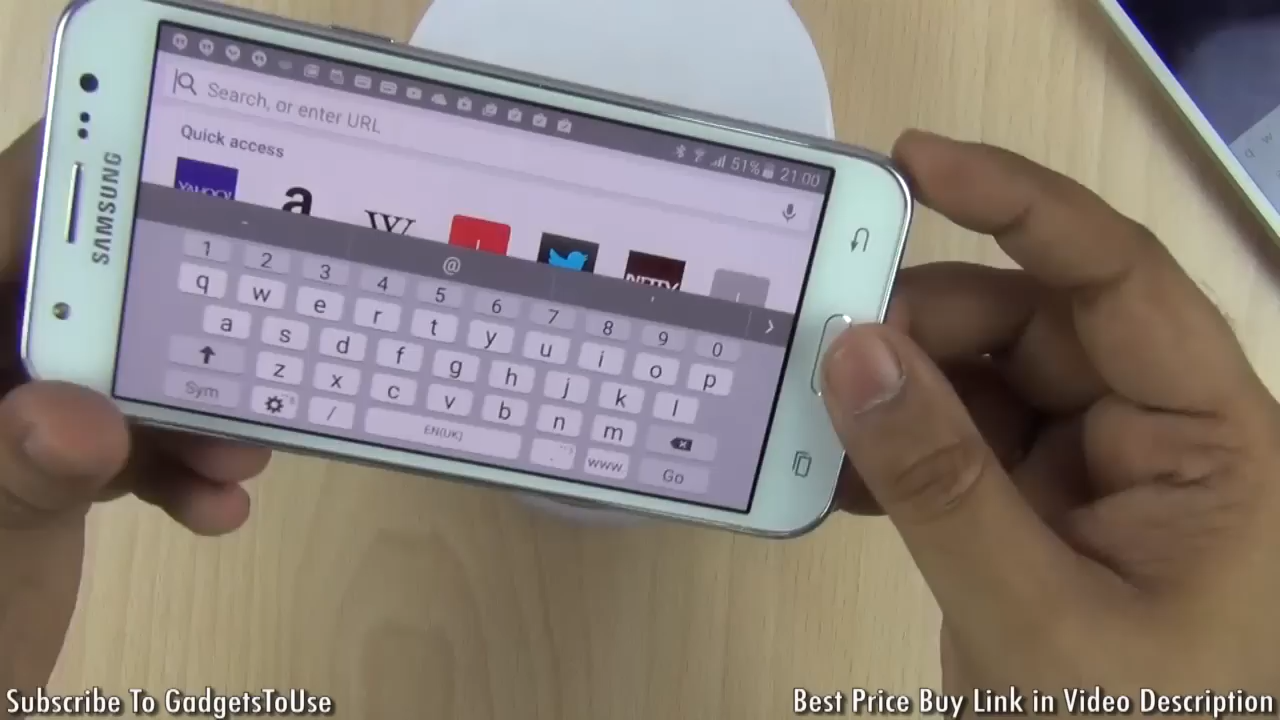 51% 21:00
Search, or enter URL
Quick access
YAHOO!
a
W
SAMSUNG
@
1 2 3 4 5 6 7 8 9 0
q w e r t y u i o p
a s d f g h j k l
z x c v b n m
Sym / EN(UK) www. Go
Subscribe To GadgetsToUse
Best Price Buy Link in Video Description